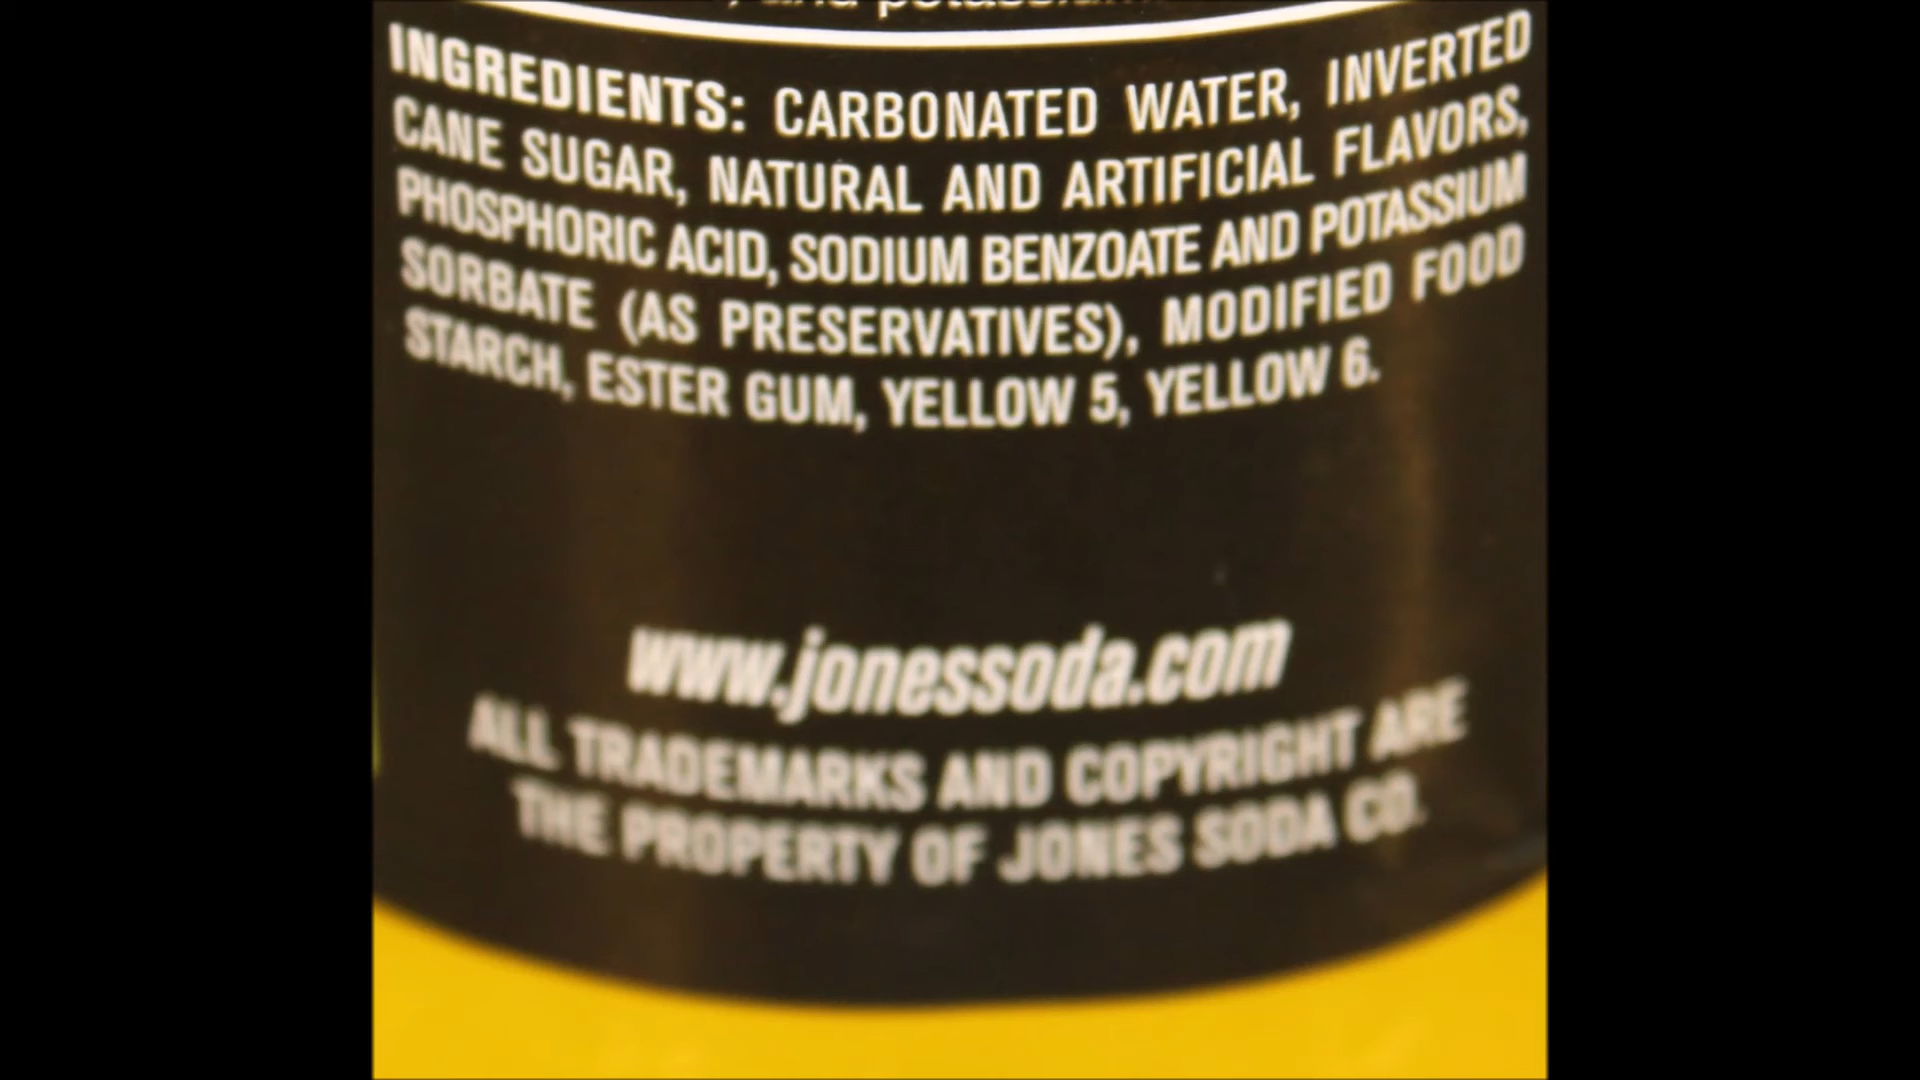 and potassium
INGREDIENTS: CARBONATED WATER, INVERTED
CANE SUGAR, NATURAL AND ARTIFICIAL FLAVORS,
PHOSPHORIC ACID, SODIUM BENZOATE AND POTASSIUM
SORBATE (AS PRESERVATIVES), MODIFIED FOOD
STARCH, ESTER GUM, YELLOW 5, YELLOW 6.
www.jonessoda.com
ALL TRADEMARKS AND COPYRIGHT ARE
THE PROPERTY OF JONES SODA CO.